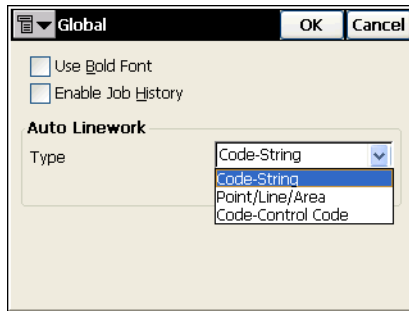 Global OK Cancel
Use Bold Font
Enable Job History
Auto Linework
Type Code-String
Code-String
Point/Line/Area
Code-Control Code